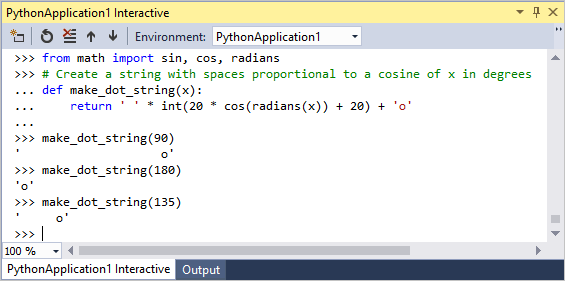 PythonApplication1 Interactive
Environment: PythonApplication1
>>> from math import sin, cos, radians
>>> # Create a string with spaces proportional to a cosine of x in degrees
... def make_dot_string(x):
...     return ' ' * int(20 * cos(radians(x)) + 20) + 'o'
...
>>> make_dot_string(90)
'                    o'
>>> make_dot_string(180)
'o'
>>> make_dot_string(135)
'     o'
>>>
100 %
PythonApplication1 Interactive Output